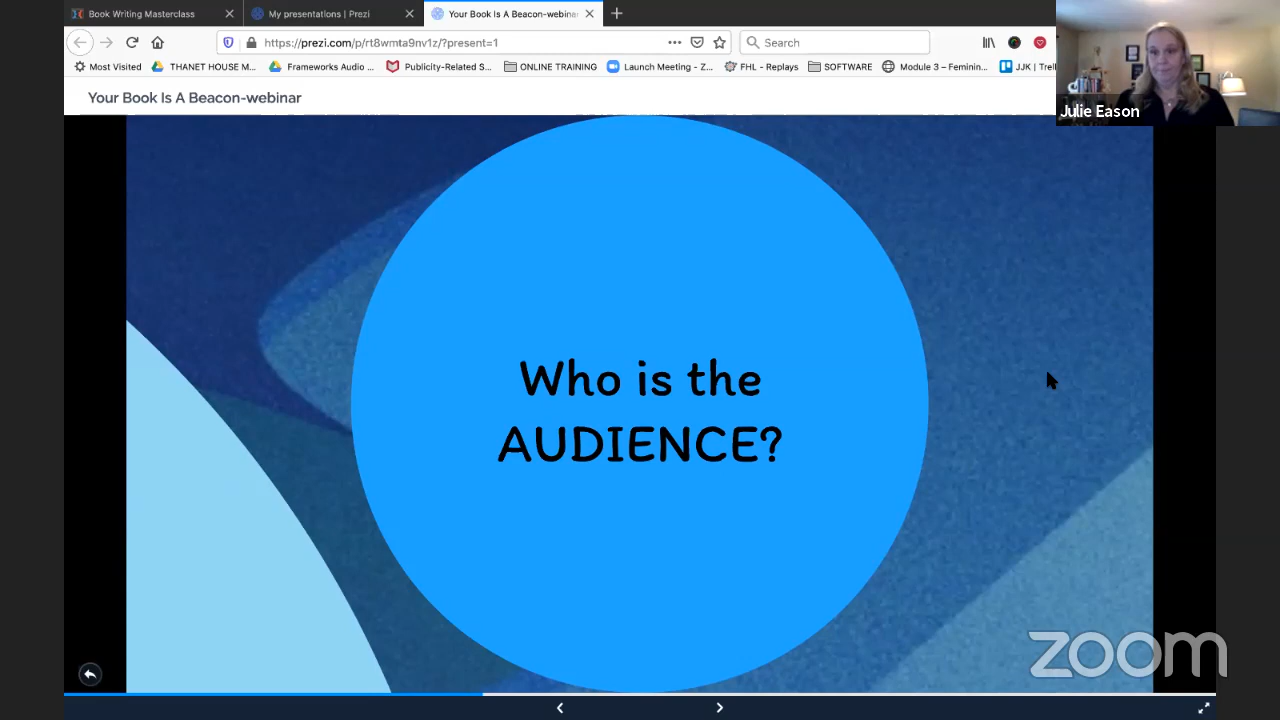 Book Writing Masterclass
My presentations | Prezi
Your Book Is A Beacon-webinar
https://prezi.com/p/rt8wmta9nv1z/?present=1
Search
Most Visited
THANET HOUSE M...
Frameworks Audio ...
Publicity-Related S...
ONLINE TRAINING
Launch Meeting - Z...
FHL - Replays
SOFTWARE
Module 3 – Feminin...
JJK | Trell
Your Book Is A Beacon-webinar
Julie Eason
Who is the
AUDIENCE?
zoom